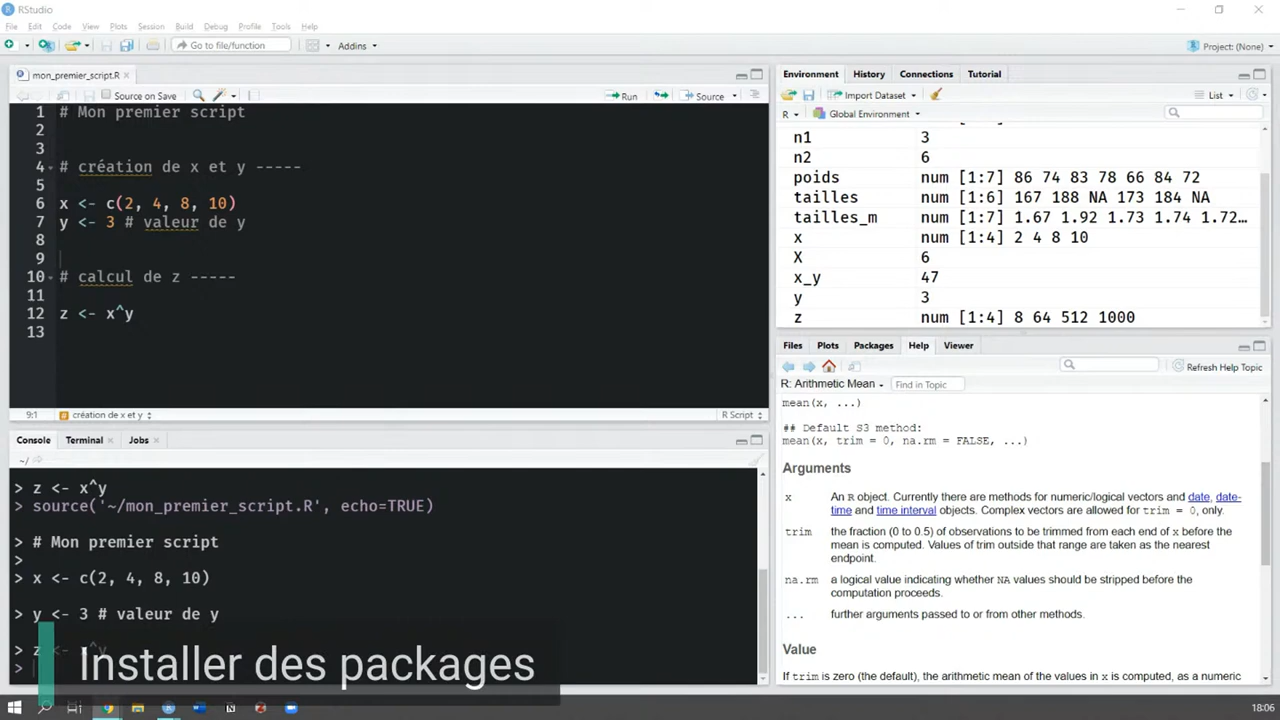 RStudio
File Edit Code View Plots Session Build Debug Profile Tools Help
Go to file/function Addins Project: (None)
mon_premier_script.R
Source on Save Run Source
1 # Mon premier script
2
3
4 # création de x et y -----
5
6 x <- c(2, 4, 8, 10)
7 y <- 3 # valeur de y
8
9
10 # calcul de z -----
11
12 z <- x^y
13
9:1 création de x et y R Script
Console Terminal Jobs
~/
> z <- x^y
> source('~/mon_premier_script.R', echo=TRUE)
> # Mon premier script
>
> x <- c(2, 4, 8, 10)
> y <- 3 # valeur de y
> z <- x^y
>
Installer des packages
Environment History Connections Tutorial
Import Dataset List
R Global Environment
n1 3
n2 6
poids num [1:7] 86 74 83 78 66 84 72
tailles num [1:6] 167 188 NA 173 184 NA
tailles_m num [1:7] 1.67 1.92 1.73 1.74 1.72…
x num [1:4] 2 4 8 10
X 6
x_y 47
y 3
z num [1:4] 8 64 512 1000
Files Plots Packages Help Viewer
Refresh Help Topic
R: Arithmetic Mean Find in Topic
mean(x, ...)
## Default S3 method:
mean(x, trim = 0, na.rm = FALSE, ...)
Arguments
x An R object. Currently there are methods for numeric/logical vectors and date, date-
time and time interval objects. Complex vectors are allowed for trim = 0, only.
trim the fraction (0 to 0.5) of observations to be trimmed from each end of x before the
mean is computed. Values of trim outside that range are taken as the nearest
endpoint.
na.rm a logical value indicating whether NA values should be stripped before the
computation proceeds.
... further arguments passed to or from other methods.
Value
If trim is zero (the default), the arithmetic mean of the values in x is computed, as a numeric
18:06